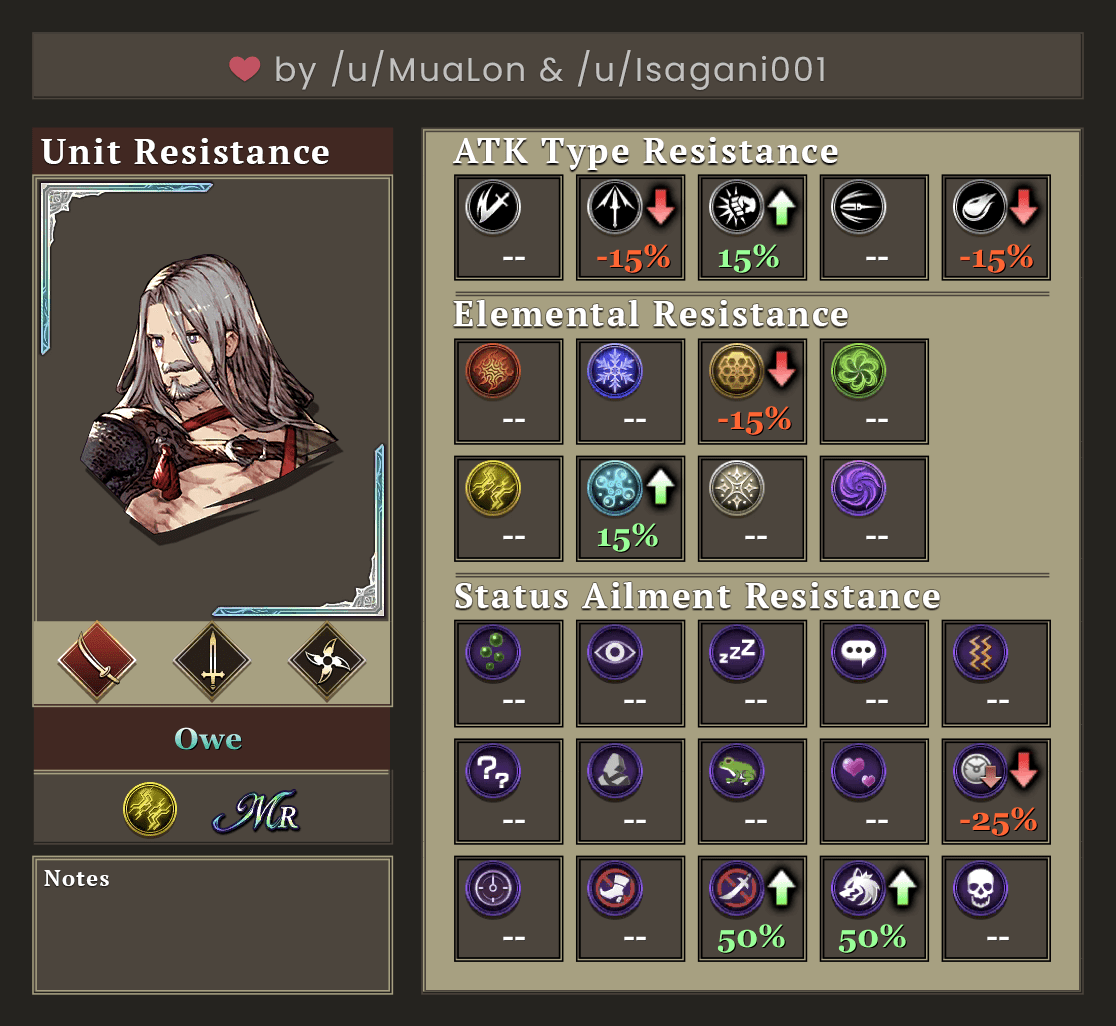 by /u/MuaLon & /u/Isagani001
Unit Resistance
Owe
MR
Notes
ATK Type Resistance
-- -15% 15% -- -15%
Elemental Resistance
-- -- -15% --
-- 15% -- --
Status Ailment Resistance
zzZ
-- -- -- -- --
??
-- -- -- -- -25%
-- -- 50% 50% --